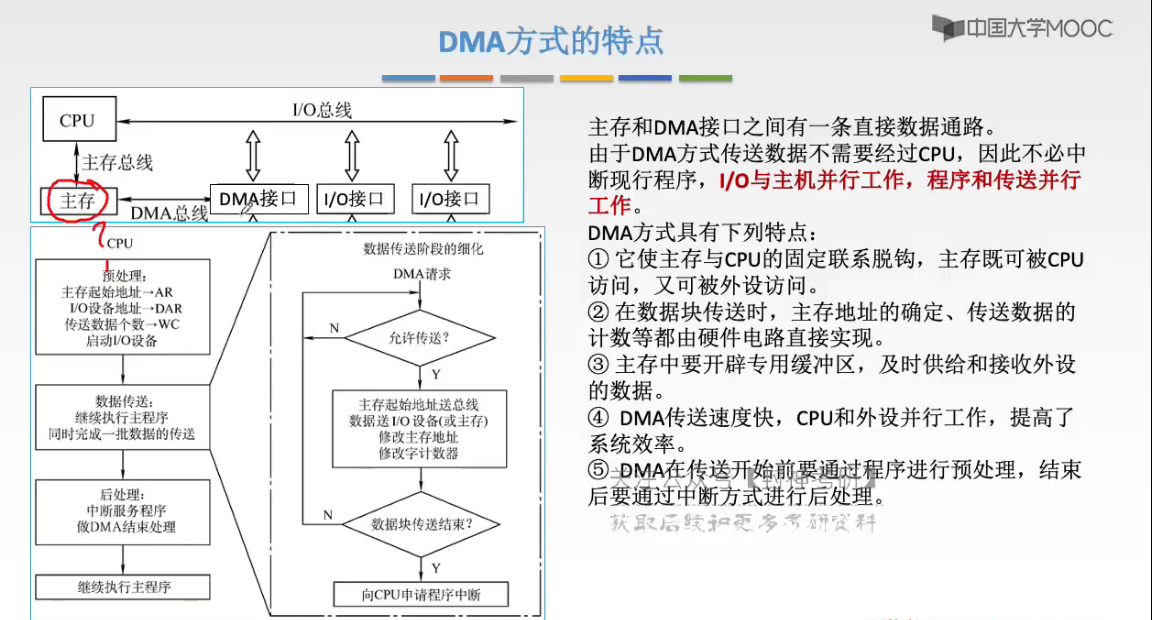 中国大学MOOC
DMA方式的特点
CPU
I/O总线
主存总线
主存
DMA总线
DMA接口
I/O接口
I/O接口
CPU
预处理：
主存起始地址→AR
I/O设备地址→DAR
传送数据个数→WC
启动I/O设备
数据传送：
继续执行主程序
同时完成一批数据的传送
后处理：
中断服务程序
做DMA结束处理
继续执行主程序
数据传送阶段的细化
DMA请求
N
允许传送？
Y
主存起始地址送总线
数据送I/O设备(或主存)
修改主存地址
修改字计数器
N
数据块传送结束？
Y
向CPU申请程序中断
主存和DMA接口之间有一条直接数据通路。
由于DMA方式传送数据不需要经过CPU，因此不必中
断现行程序，I/O与主机并行工作，程序和传送并行
工作。
DMA方式具有下列特点：
① 它使主存与CPU的固定联系脱钩，主存既可被CPU
访问，又可被外设访问。
② 在数据块传送时，主存地址的确定、传送数据的
计数等都由硬件电路直接实现。
③ 主存中要开辟专用缓冲区，及时供给和接收外设
的数据。
④ DMA传送速度快，CPU和外设并行工作，提高了
系统效率。
⑤ DMA在传送开始前要通过程序进行预处理，结束
后要通过中断方式进行后处理。
获取后续和更多考研资料